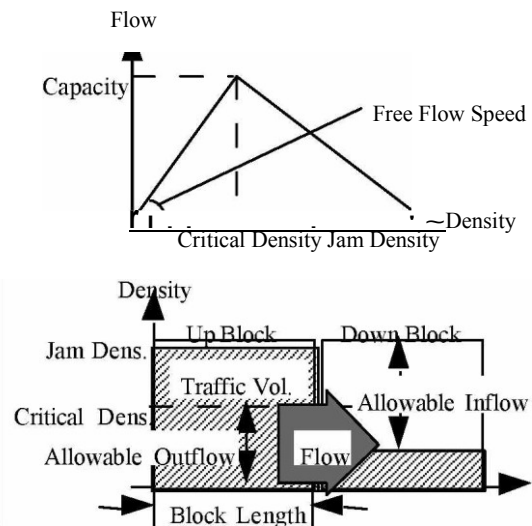 Flow
Capacity
Free Flow Speed
~Density
Critical Density Jam Density
Density
Up Block Down Block
Jam Dens.
Traffic Vol.
Critical Dens.
Allowable Inflow
Allowable Outflow Flow
Block Length